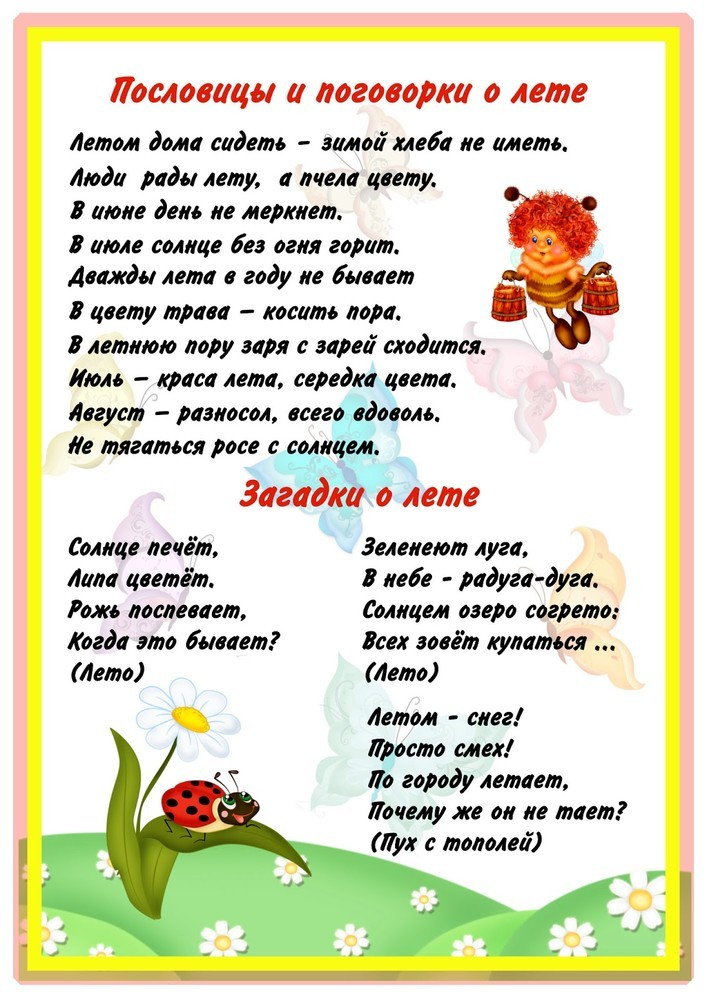 Пословицы и поговорки о лете
Летом дома сидеть – зимой хлеба не иметь.
Люди рады лету, а пчела цвету.
В июне день не меркнет.
В июле солнце без огня горит.
Дважды лета в году не бывает
В цвету трава – косить пора.
В летнюю пору заря с зарей сходится.
Июль – краса лета, середка цвета.
Август – разносол, всего вдоволь.
Не тягаться росе с солнцем.
Загадки о лете
Солнце печёт,
Липа цветёт.
Рожь поспевает,
Когда это бывает?
(Лето)
Зеленеют луга,
В небе - радуга-дуга.
Солнцем озеро согрето:
Всех зовёт купаться ...
(Лето)
Летом - снег!
Просто смех!
По городу летает,
Почему же он не тает?
(Пух с тополей)